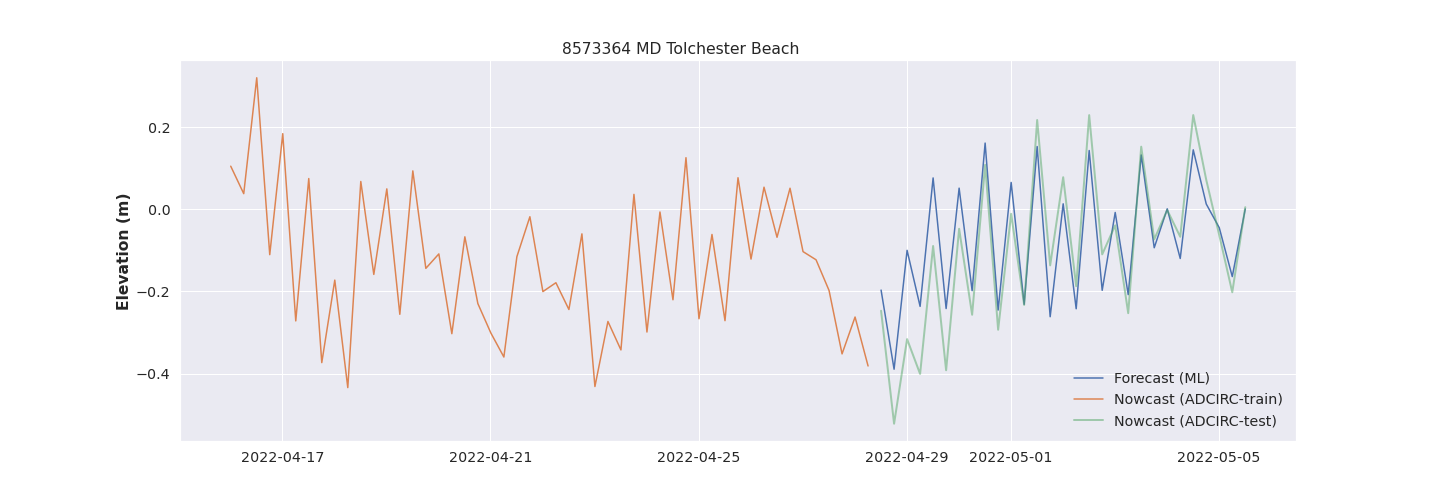 8573364 MD Tolchester Beach
Elevation (m)
0.2
0.0
−0.2
−0.4
Forecast (ML)
Nowcast (ADCIRC-train)
Nowcast (ADCIRC-test)
2022-04-17 2022-04-21 2022-04-25 2022-04-29 2022-05-01 2022-05-05